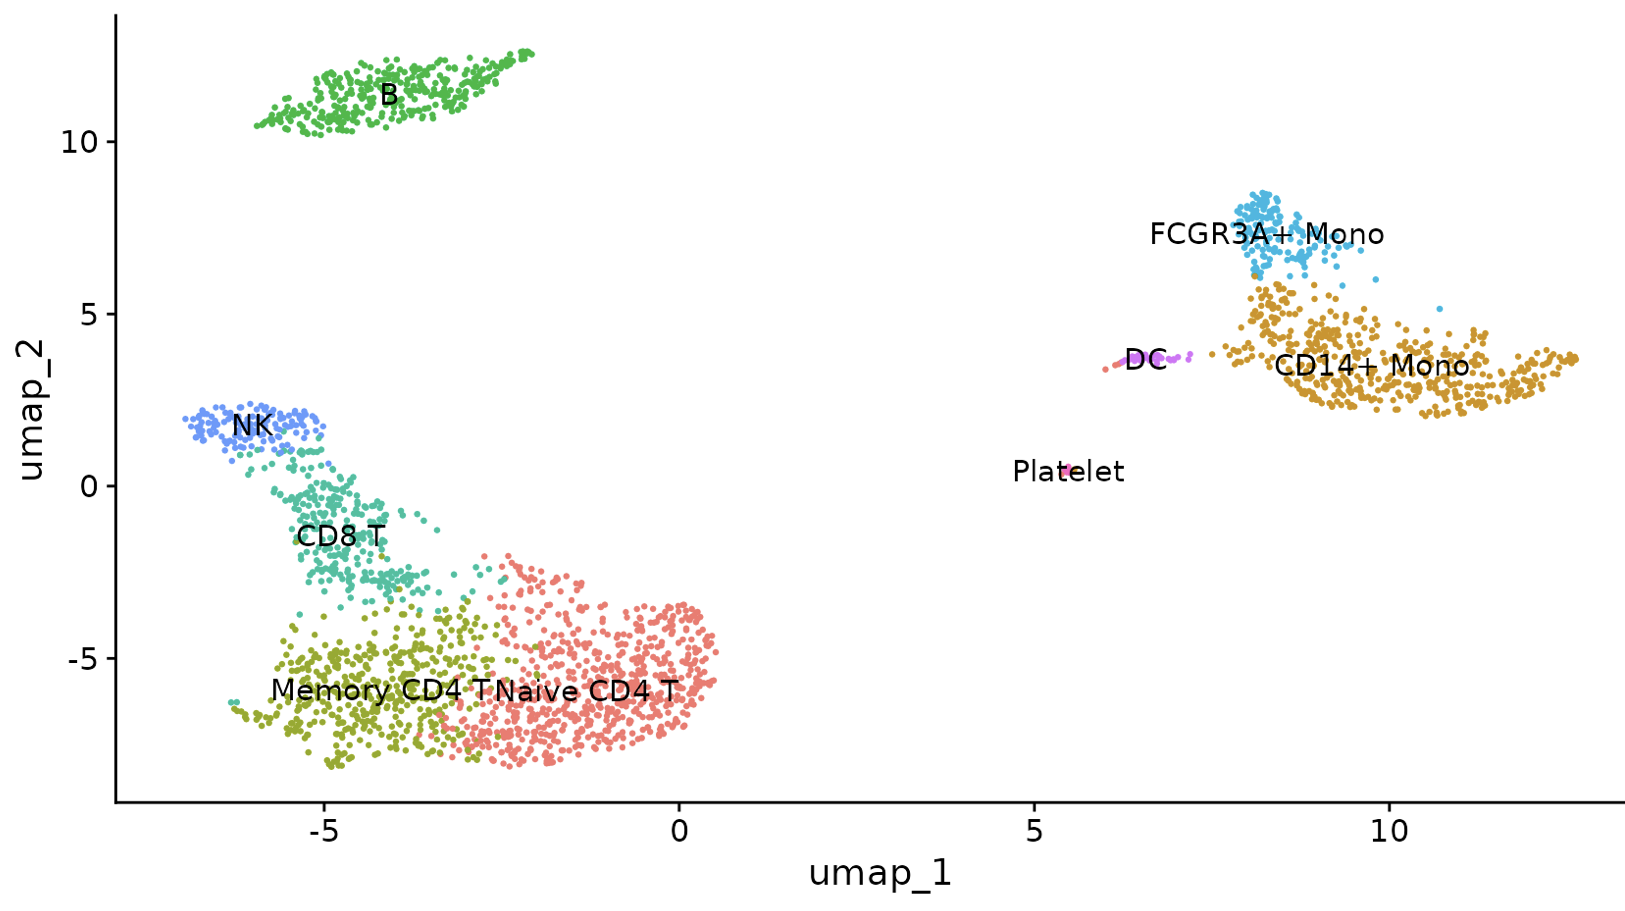 B
10
FCGR3A+ Mono
5
DC
CD14+ Mono
umap_2
NK
Platelet
0
CD8 T
-5
Memory CD4 T
Naive CD4 T
-5
0
5
10
umap_1